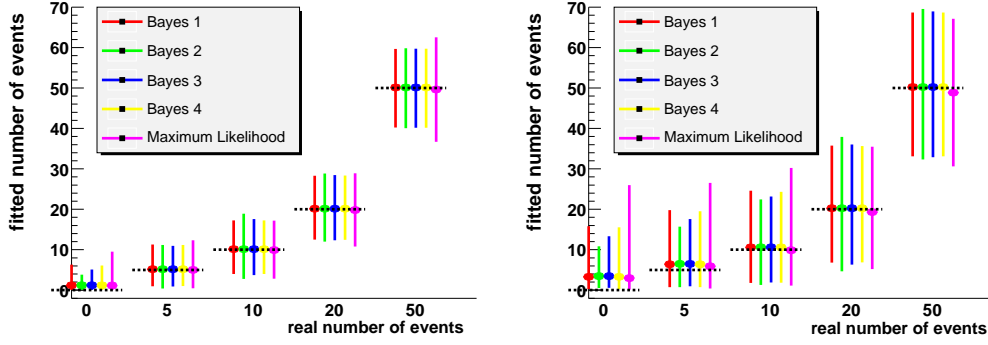 fitted number of events
70
60
50
40
30
20
10
0
Bayes 1
Bayes 2
Bayes 3
Bayes 4
Maximum Likelihood
0 5 10 20 50
real number of events
fitted number of events
70
60
50
40
30
20
10
0
Bayes 1
Bayes 2
Bayes 3
Bayes 4
Maximum Likelihood
0 5 10 20 50
real number of events